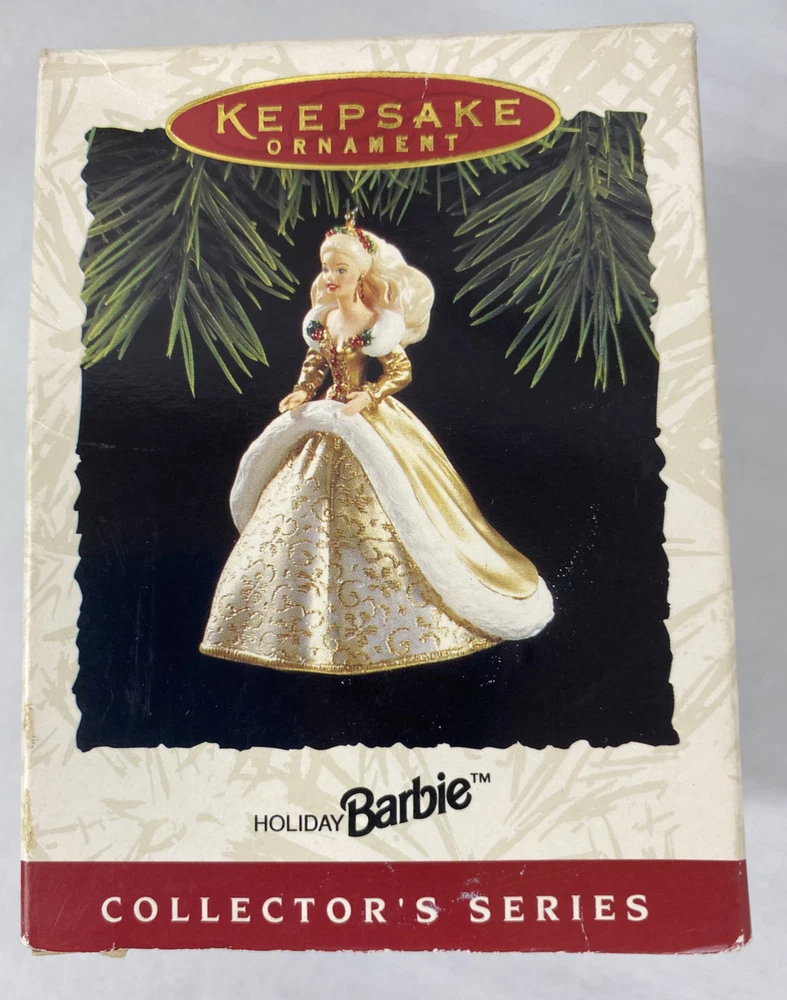 KEEPSAKE
ORNAMENT
HOLIDAY Barbie™
COLLECTOR'S SERIES